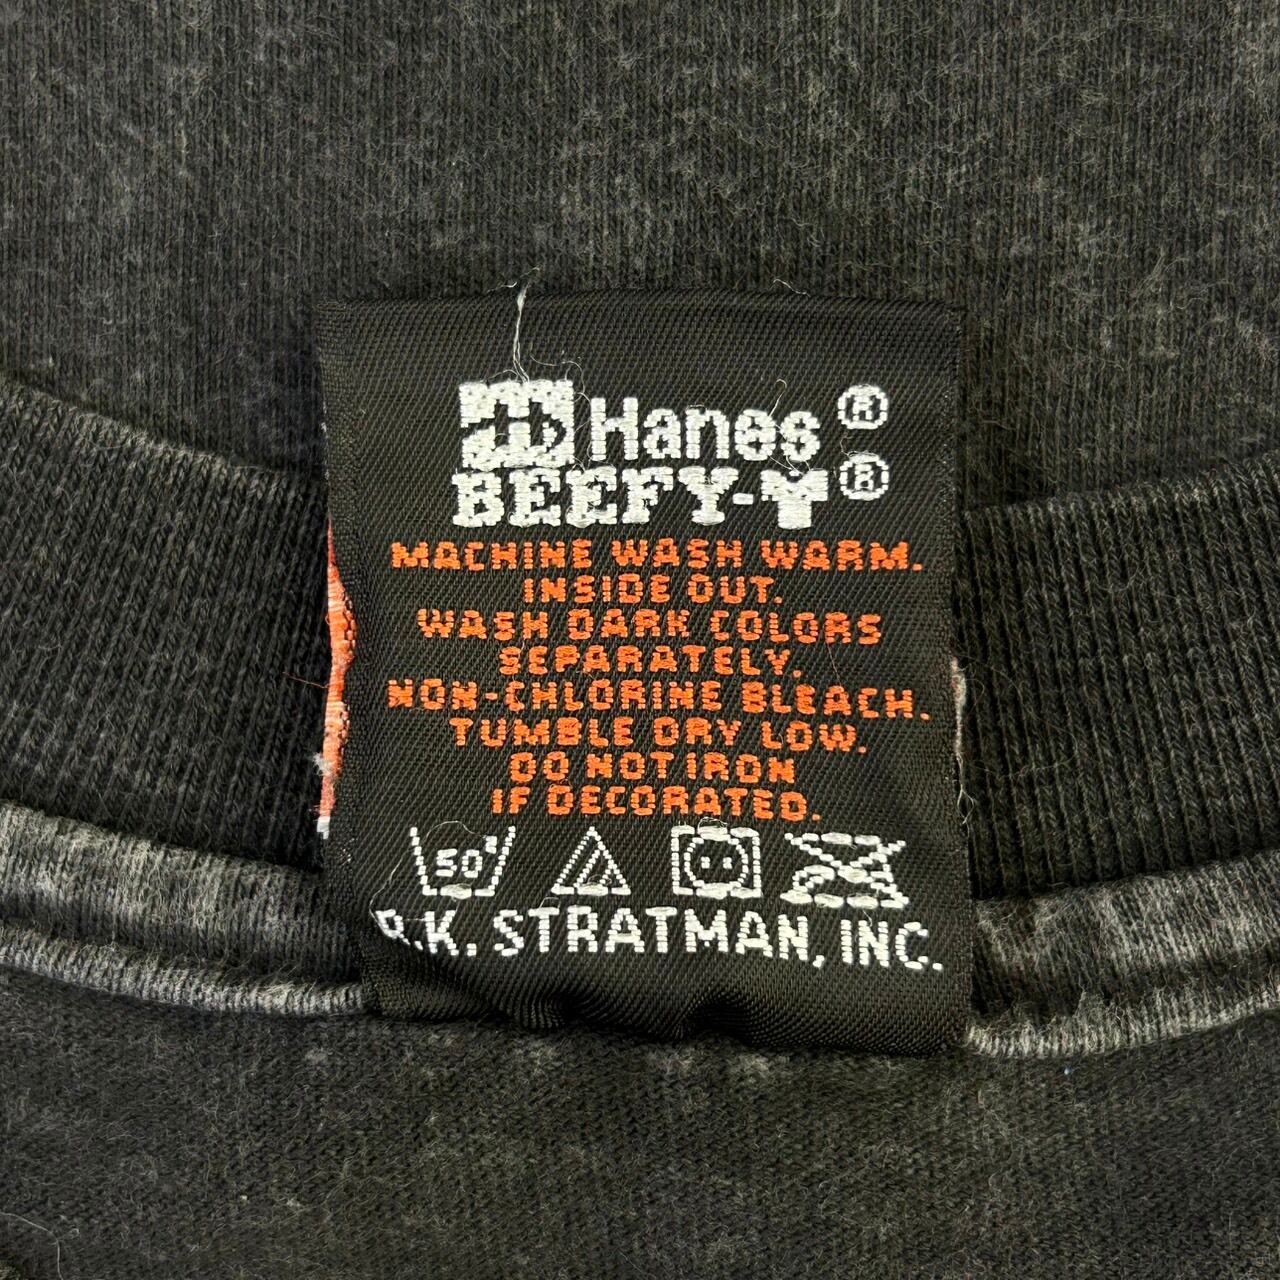 Hanes®
BEEFY-T®
MACHINE WASH WARM.
INSIDE OUT.
WASH DARK COLORS
SEPARATELY.
NON-CHLORINE BLEACH.
TUMBLE DRY LOW.
DO NOT IRON
IF DECORATED.
50°
R.K. STRATMAN, INC.